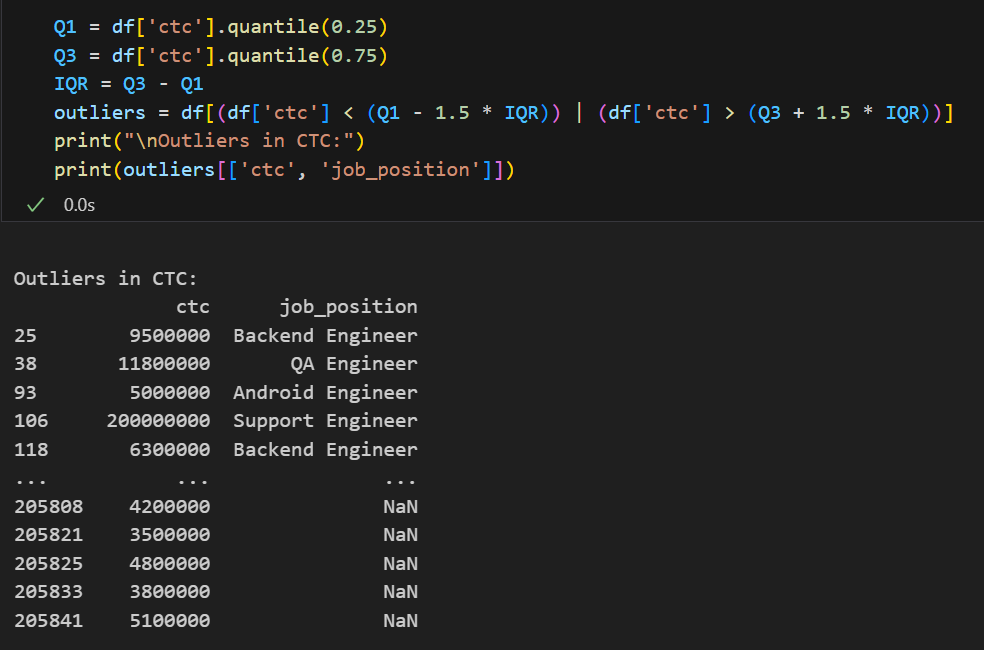 Q1 = df['ctc'].quantile(0.25)
Q3 = df['ctc'].quantile(0.75)
IQR = Q3 - Q1
outliers = df[(df['ctc'] < (Q1 - 1.5 * IQR)) | (df['ctc'] > (Q3 + 1.5 * IQR))]
print("\nOutliers in CTC:")
print(outliers[['ctc', 'job_position']])
✓ 0.0s
Outliers in CTC:
ctc job_position
25 9500000 Backend Engineer
38 11800000 QA Engineer
93 5000000 Android Engineer
106 200000000 Support Engineer
118 6300000 Backend Engineer
... ... ...
205808 4200000 NaN
205821 3500000 NaN
205825 4800000 NaN
205833 3800000 NaN
205841 5100000 NaN